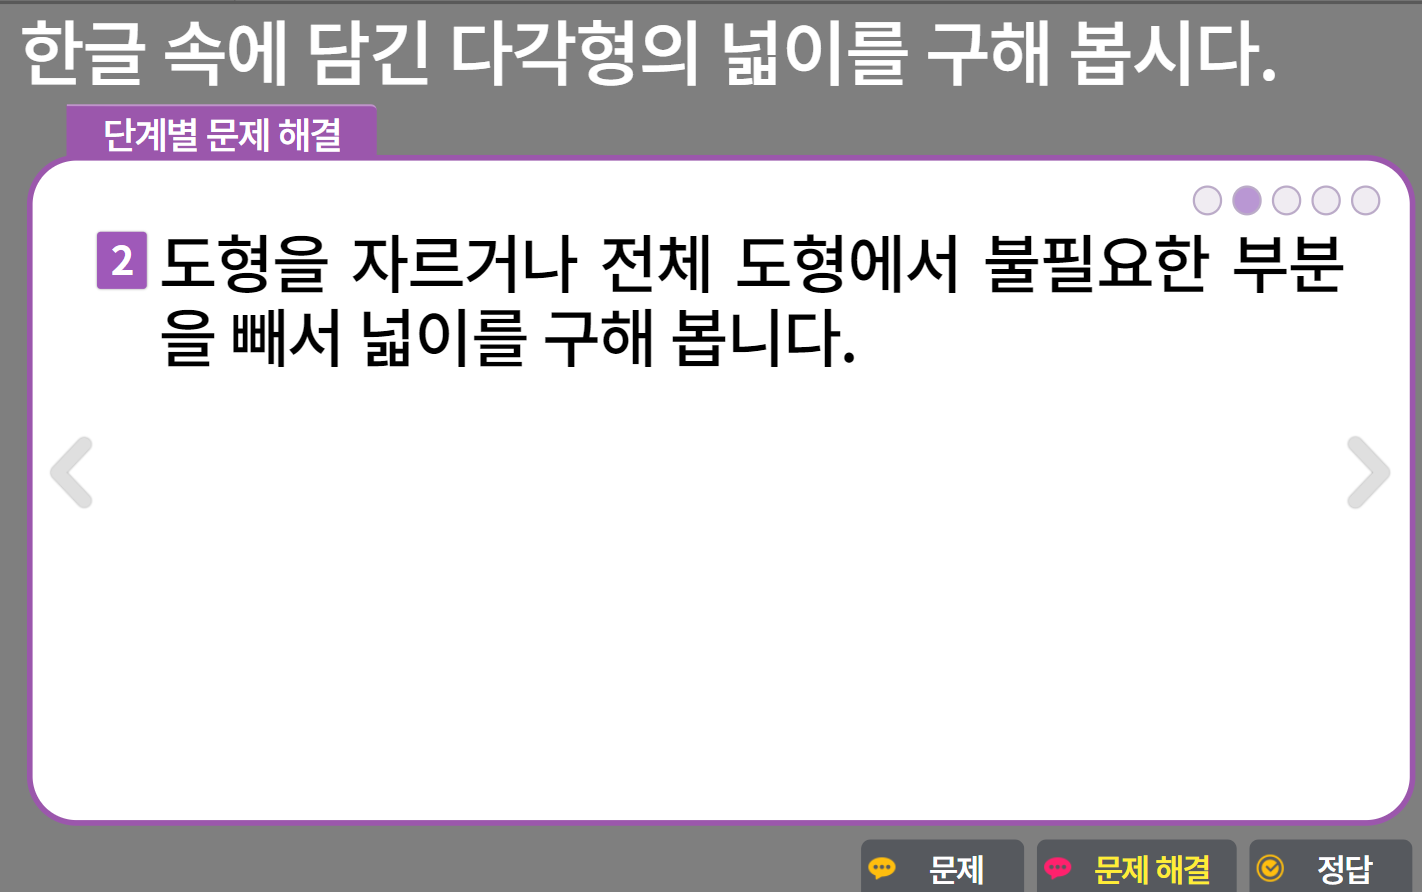 한글 속에 담긴 다각형의 넓이를 구해 봅시다.
단계별 문제 해결
2 도형을 자르거나 전체 도형에서 불필요한 부분
을 빼서 넓이를 구해 봅니다.
문제 문제 해결 정답